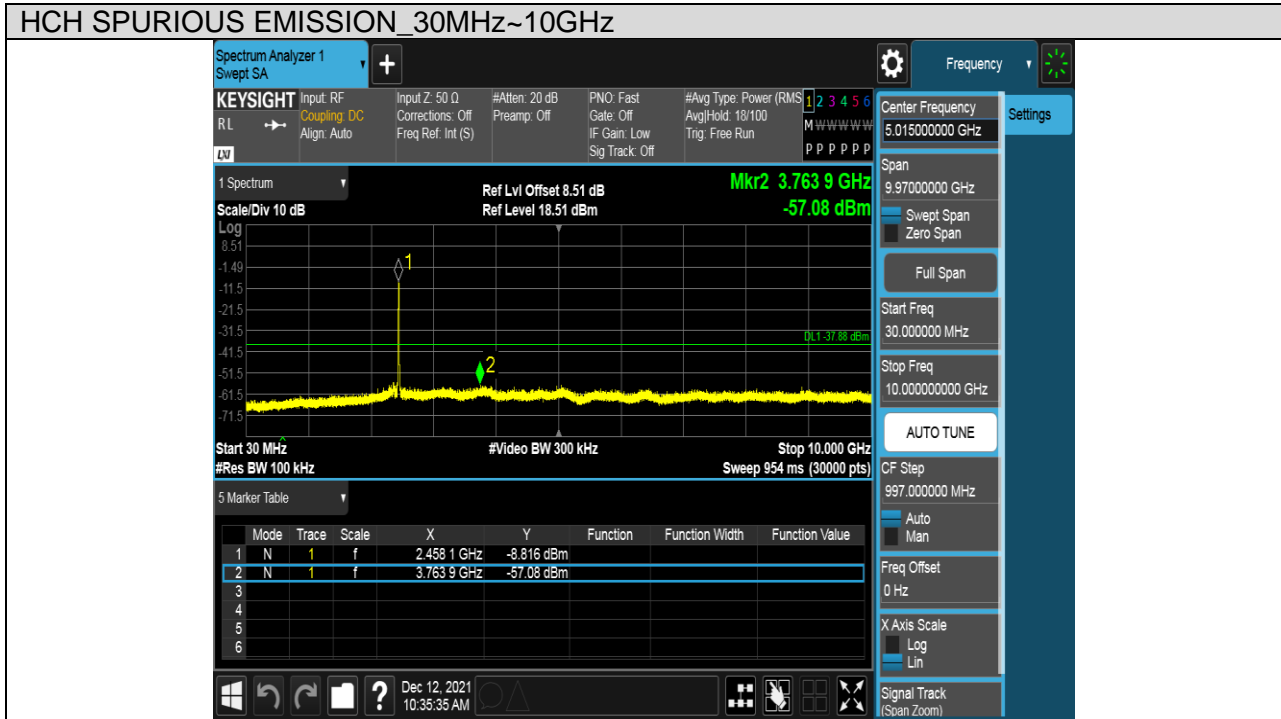 HCH SPURIOUS EMISSION_30MHz~10GHz
Spectrum Analyzer 1
Swept SA
+
Frequency
KEYSIGHT
RL
LXI
Input: RF
Coupling: DC
Align: Auto
Input Z: 50 Ω
Corrections: Off
Freq Ref: Int (S)
#Atten: 20 dB
Preamp: Off
PNO: Fast
Gate: Off
IF Gain: Low
Sig Track: Off
#Avg Type: Power (RMS
Avg|Hold: 18/100
Trig: Free Run
1 2 3 4 5 6
M W W W W W
P P P P P P
1 Spectrum
Scale/Div 10 dB
Ref Lvl Offset 8.51 dB
Ref Level 18.51 dBm
Mkr2 3.763 9 GHz
-57.08 dBm
Log
8.51
-1.49
-11.5
-21.5
-31.5
-41.5
-51.5
-61.5
-71.5
1
2
DL1 -37.88 dBm
Start 30 MHz
#Video BW 300 kHz
Stop 10.000 GHz
#Res BW 100 kHz
Sweep 954 ms (30000 pts)
5 Marker Table
Mode Trace Scale X Y Function Function Width Function Value
1 N 1 f 2.458 1 GHz -8.816 dBm
2 N 1 f 3.763 9 GHz -57.08 dBm
3
4
5
6
?
Dec 12, 2021
10:35:35 AM
Center Frequency
5.015000000 GHz
Settings
Span
9.97000000 GHz
Swept Span
Zero Span
Full Span
Start Freq
30.000000 MHz
Stop Freq
10.000000000 GHz
AUTO TUNE
CF Step
997.000000 MHz
Auto
Man
Freq Offset
0 Hz
X Axis Scale
Log
Lin
Signal Track
(Span Zoom)